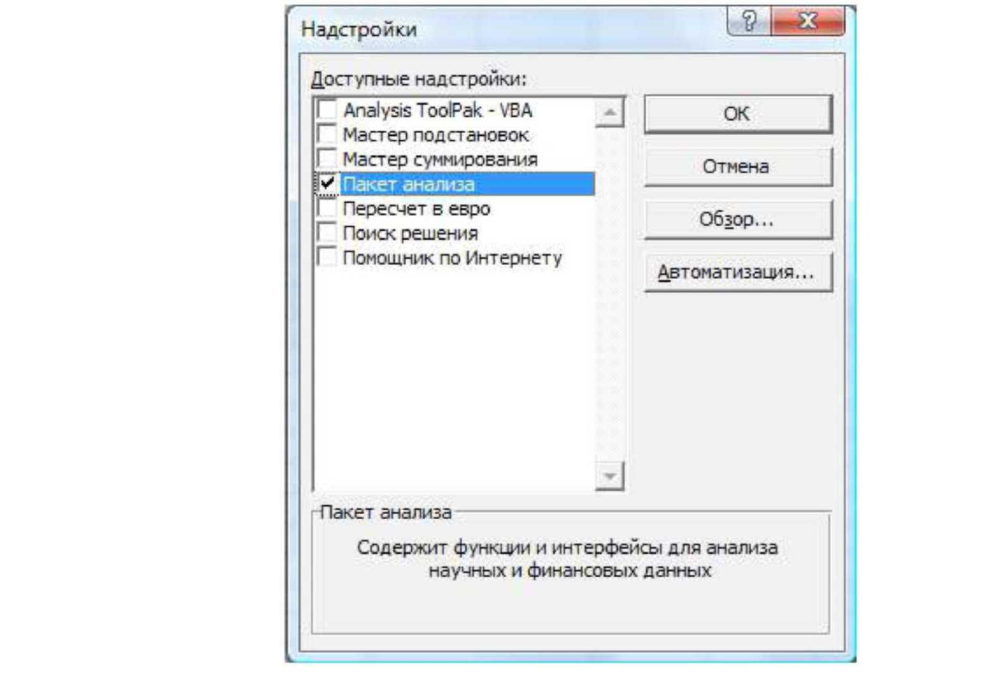 Надстройки
Доступные надстройки:
Analysis ToolPak - VBA
Мастер подстановок
Мастер суммирования
Пакет анализа
Пересчет в евро
Поиск решения
Помощник по Интернету
ОК
Отмена
Обзор...
Автоматизация...
Пакет анализа
Содержит функции и интерфейсы для анализа
научных и финансовых данных